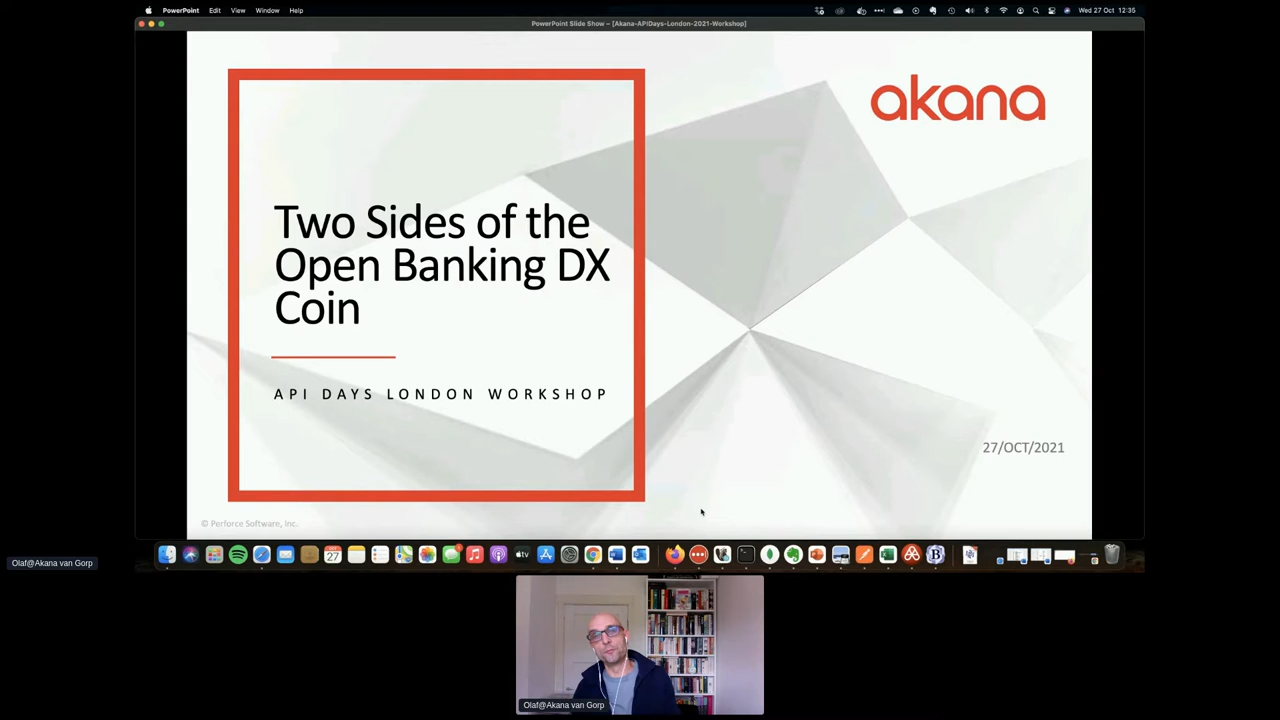 PowerPoint Edit View Window Help
Wed 27 Oct 12:35
PowerPoint Slide Show – [Akana-APIDays-London-2021-Workshop]
akana
Two Sides of the
Open Banking DX
Coin
API DAYS LONDON WORKSHOP
27/OCT/2021
© Perforce Software, Inc.
Olaf@Akana van Gorp
Olaf@Akana van Gorp